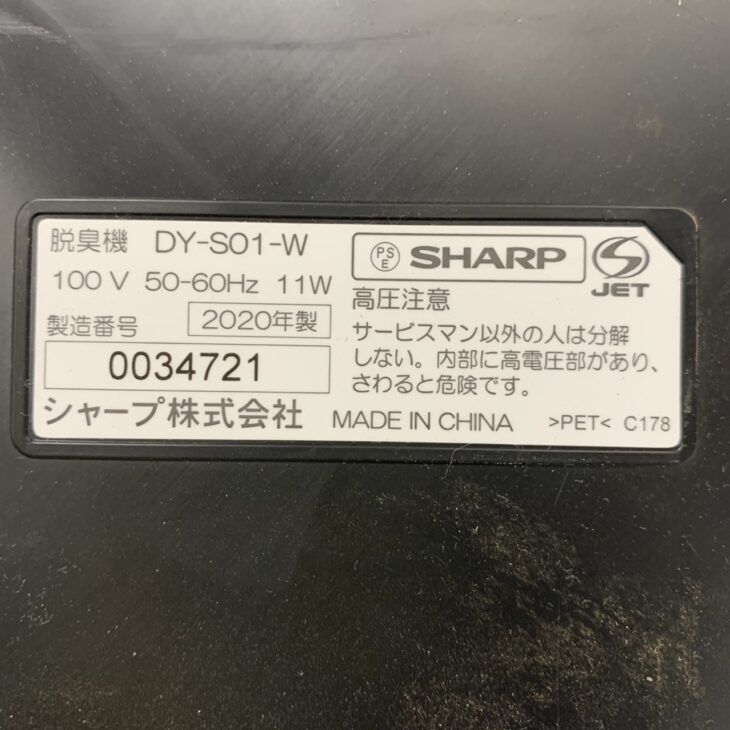 脱臭機 DY-S01-W
100V 50-60Hz 11W
製造番号 2020年製
0034721
シャープ株式会社
PS
E
SHARP
S
JET
高圧注意
サービスマン以外の人は分解
しない。内部に高電圧部があり、
さわると危険です。
MADE IN CHINA >PET< C178